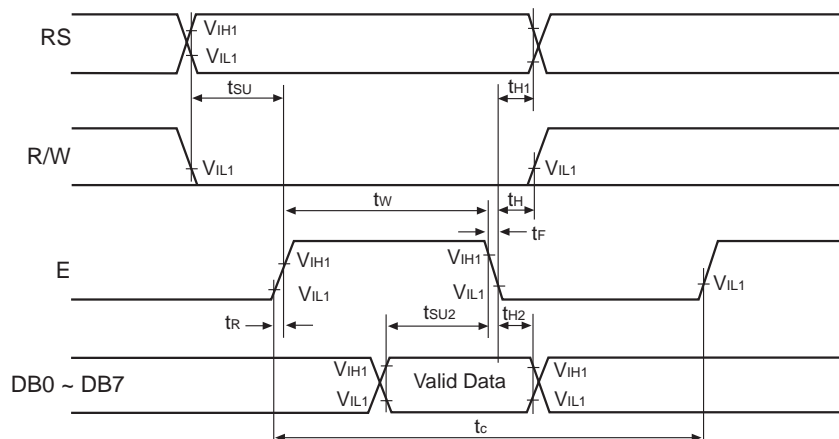 RS
VIH1
VIL1
tSU
tH1
R/W
VIL1
VIL1
tW
tH
tF
E
VIH1
VIL1
VIH1
VIL1
VIL1
tR
tSU2
tH2
DB0 ~ DB7
VIH1
VIL1
Valid Data
VIH1
VIL1
tc